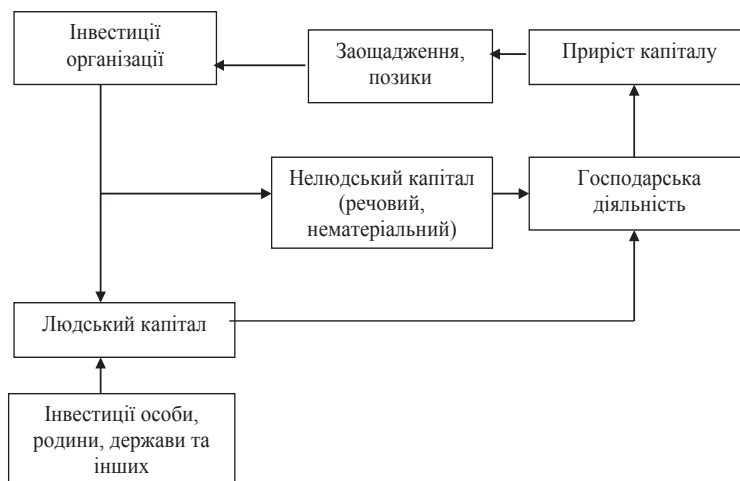 Інвестиції
організації
Заощадження,
позики
Приріст капіталу
Нелюдський капітал
(речовий,
нематеріальний)
Господарська
діяльність
Людський капітал
Інвестиції особи,
родини, держави та
інших